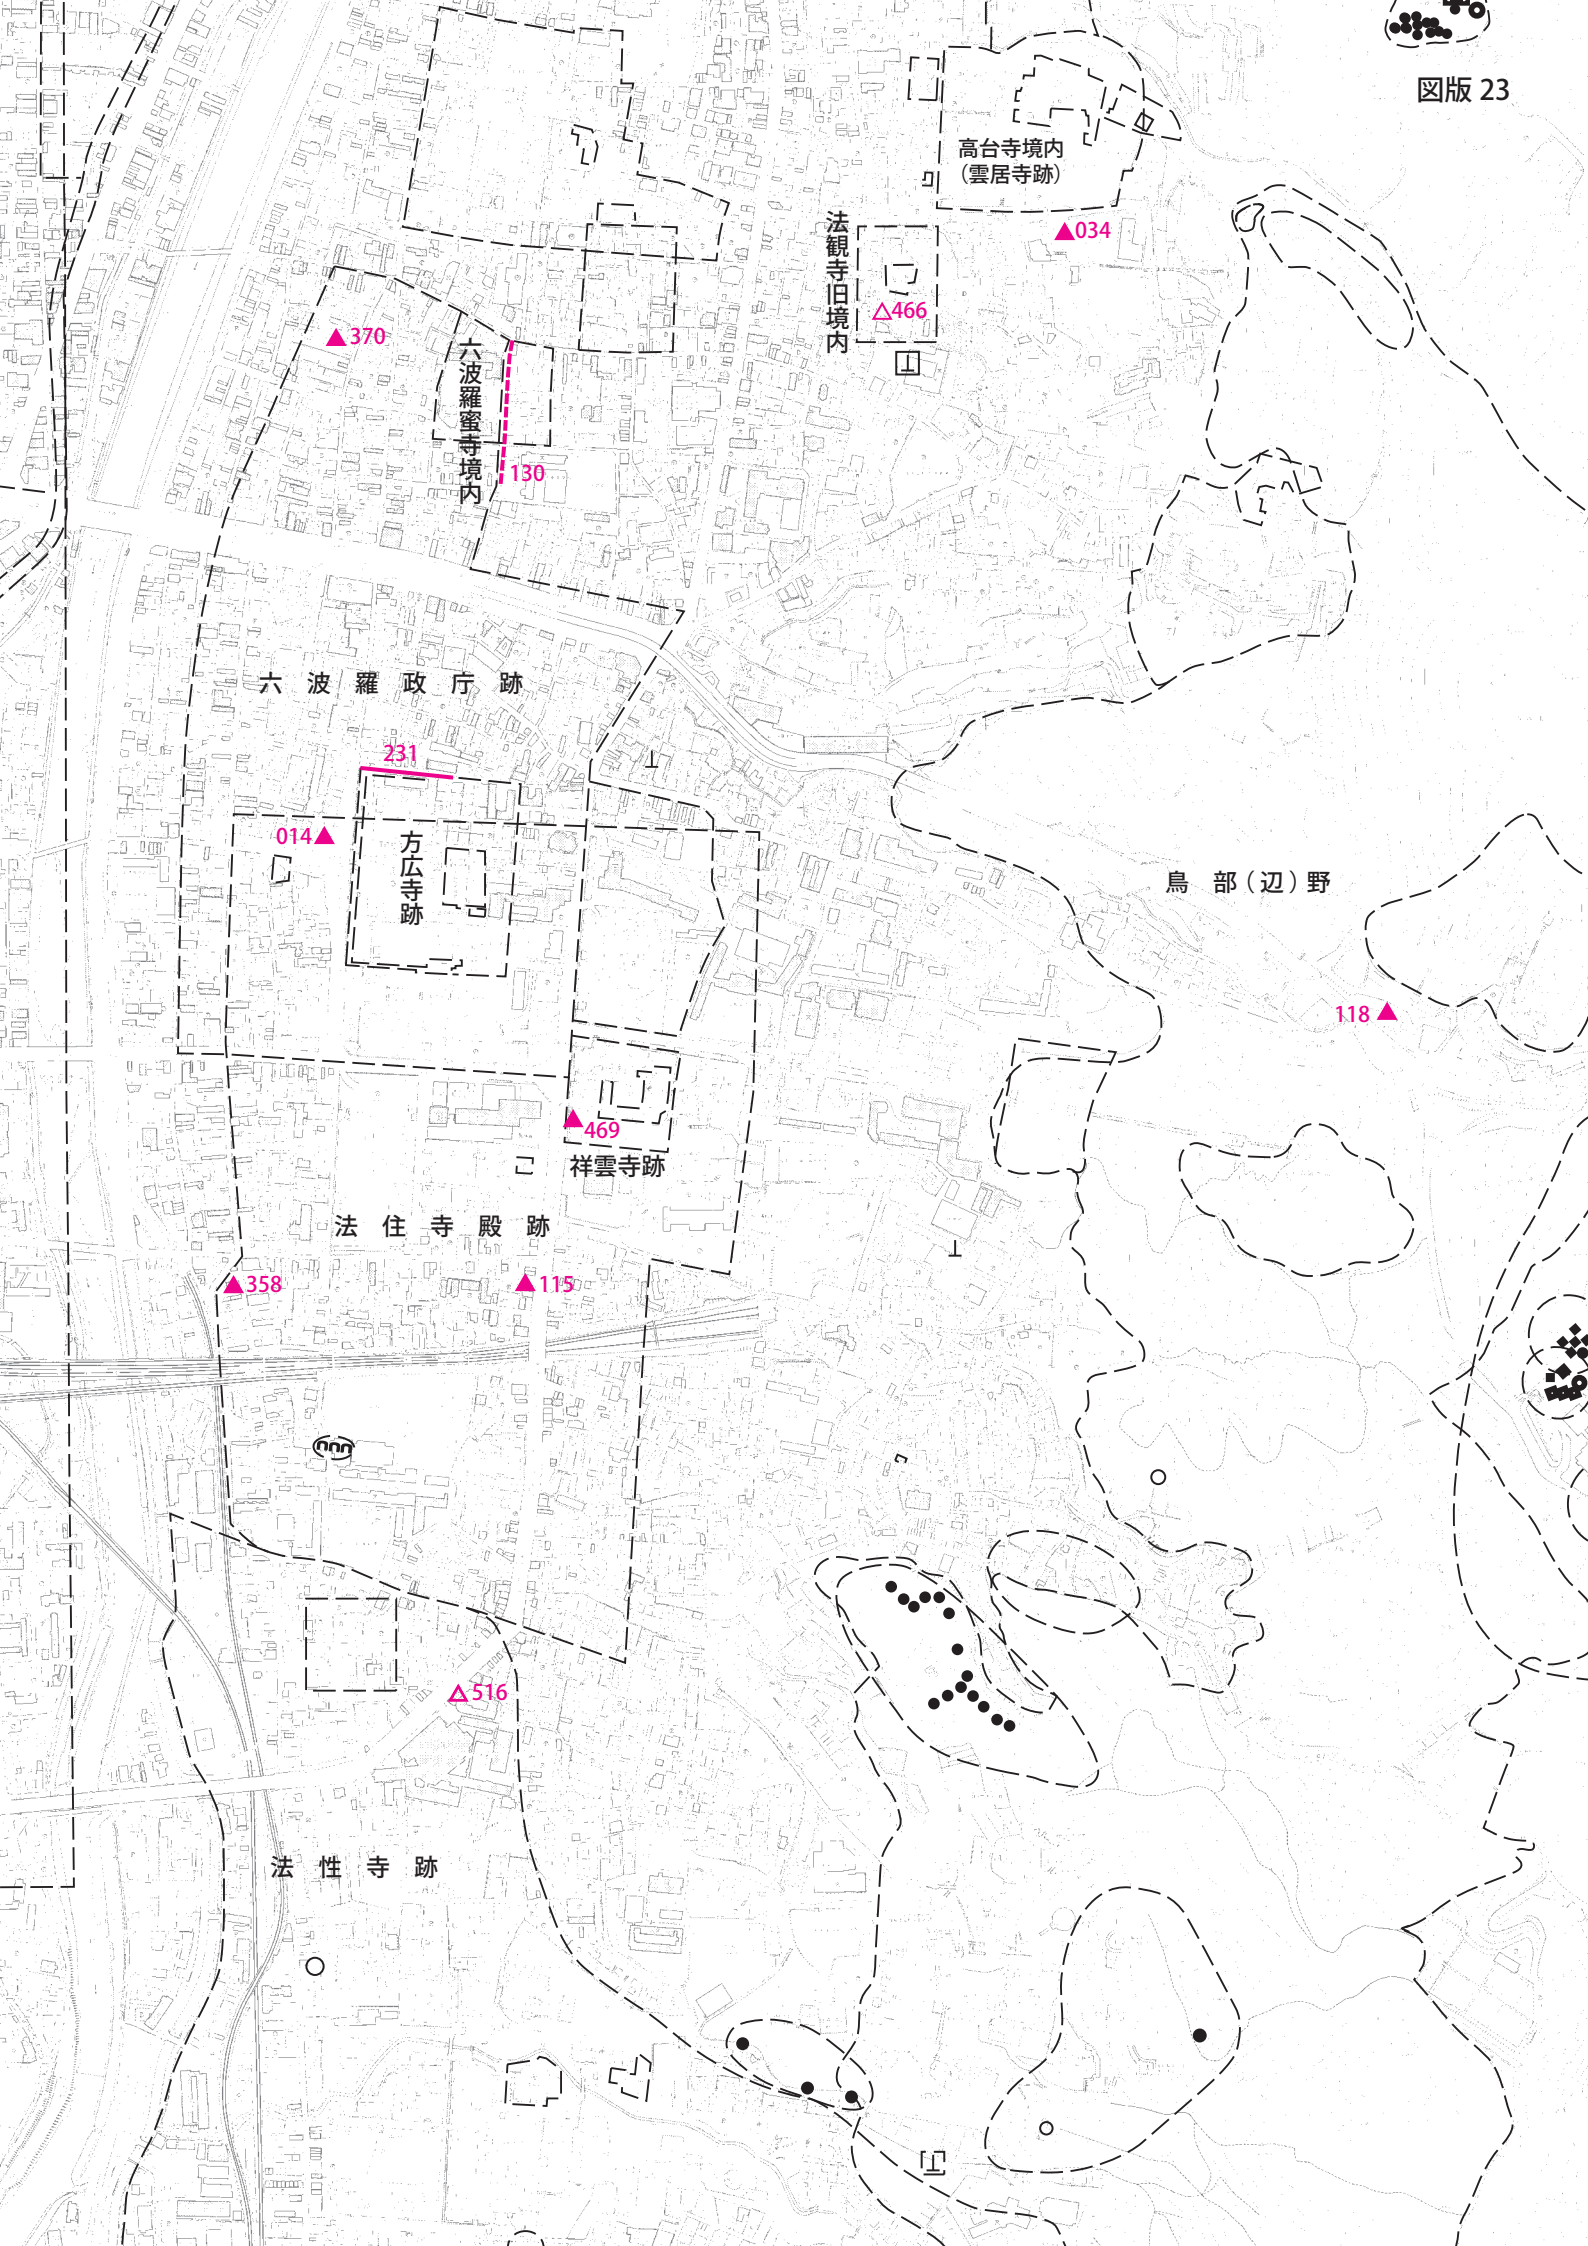 図版 23
高台寺境内
（雲居寺跡）
034
法観寺旧境内
466
370
六波羅蜜寺境内
130
六波羅政庁跡
231
014
方広寺跡
鳥部（辺）野
118
469
祥雲寺跡
法住寺殿跡
358
115
516
法性寺跡